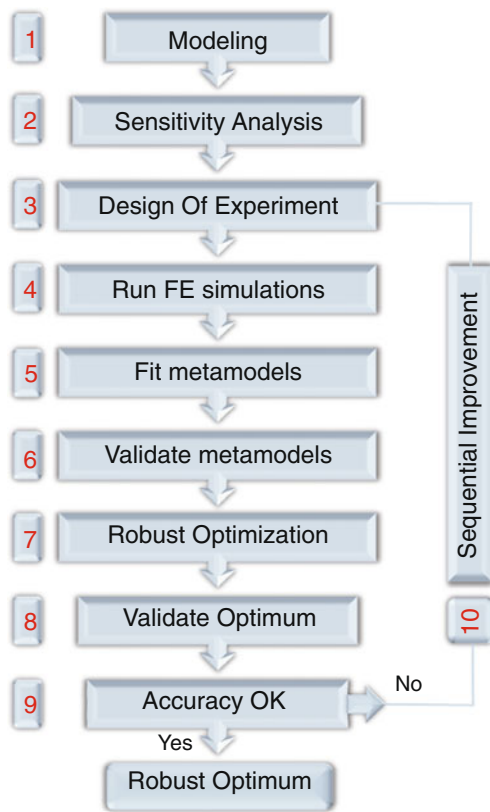 1 Modeling
2 Sensitivity Analysis
3 Design Of Experiment
4 Run FE simulations
5 Fit metamodels
6 Validate metamodels
7 Robust Optimization
8 Validate Optimum
9 Accuracy OK
No
Yes
Robust Optimum
Sequential Improvement
10